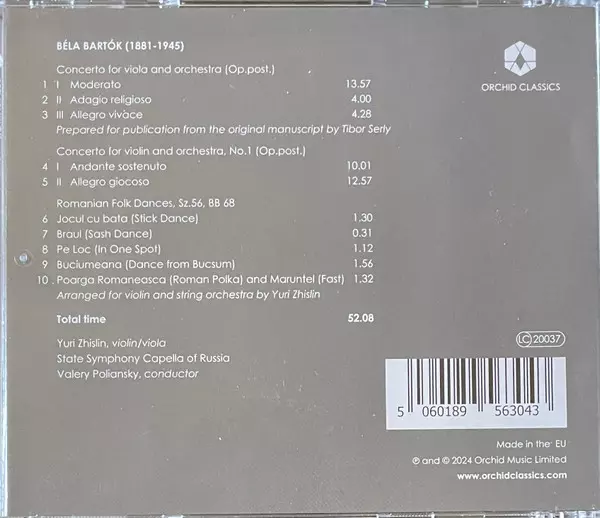 BÉLA BARTÓK (1881-1945)
Concerto for viola and orchestra (Op.post.)
1 I Moderato 13.57
2 II Adagio religioso 4.00
3 III Allegro vivace 4.28
Prepared for publication from the original manuscript by Tibor Serly
Concerto for violin and orchestra, No.1 (Op.post.)
4 I Andante sostenuto 10.01
5 II Allegro giocoso 12.57
Romanian Folk Dances, Sz.56, BB 68
6 Jocul cu bata (Stick Dance) 1.30
7 Braul (Sash Dance) 0.31
8 Pe Loc (In One Spot) 1.12
9 Buciumeana (Dance from Bucsum) 1.56
10 Poarga Romaneasca (Roman Polka) and Maruntel (Fast) 1.32
Arranged for violin and string orchestra by Yuri Zhislin
Total time 52.08
Yuri Zhislin, violin/viola
State Symphony Capella of Russia
Valery Poliansky, conductor
ORCHID CLASSICS
LC 20037
5 060189 563043
Made in the EU
℗ and © 2024 Orchid Music Limited
www.orchidclassics.com